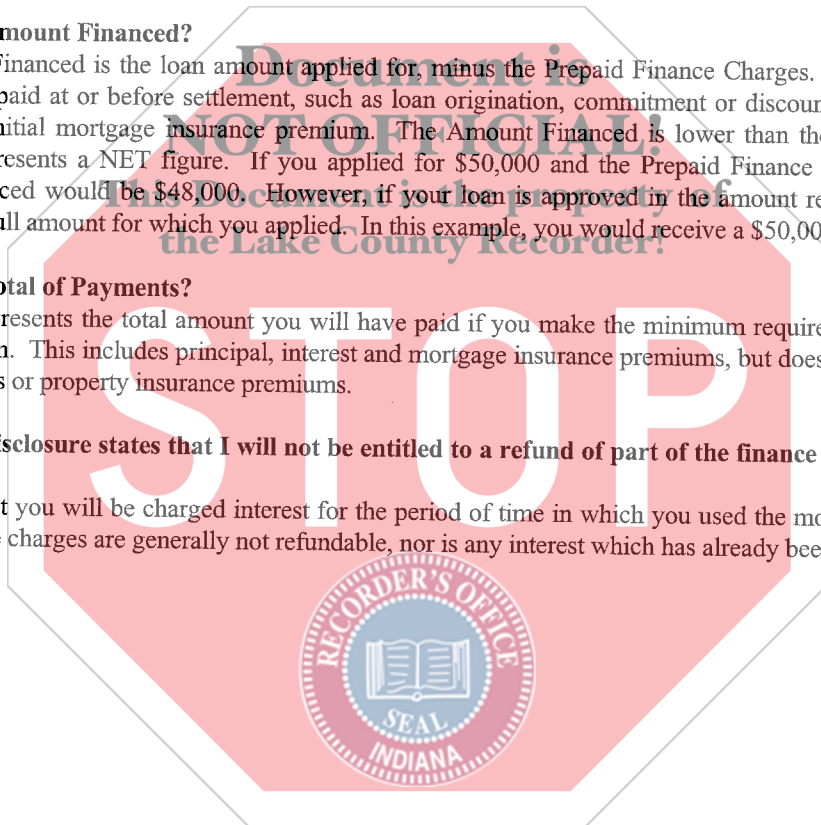 mount Financed?
Financed is the loan amount applied for, minus the Prepaid Finance Charges.
paid at or before settlement, such as loan origination, commitment or discoun
nitial mortgage insurance premium. The Amount Financed is lower than the
resents a NET figure. If you applied for $50,000 and the Prepaid Finance
ced would be $48,000. However, if your loan is approved in the amount re
ull amount for which you applied. In this example, you would receive a $50,00
Document is
NOT OFFICIAL!
This Document is the property of
the Lake County Recorder!
otal of Payments?
resents the total amount you will have paid if you make the minimum require
n. This includes principal, interest and mortgage insurance premiums, but does
s or property insurance premiums.
isclosure states that I will not be entitled to a refund of part of the finance
t you will be charged interest for the period of time in which you used the mo
charges are generally not refundable, nor is any interest which has already bee
STOP
RECORDER'S OFFICE
SEAL
INDIANA